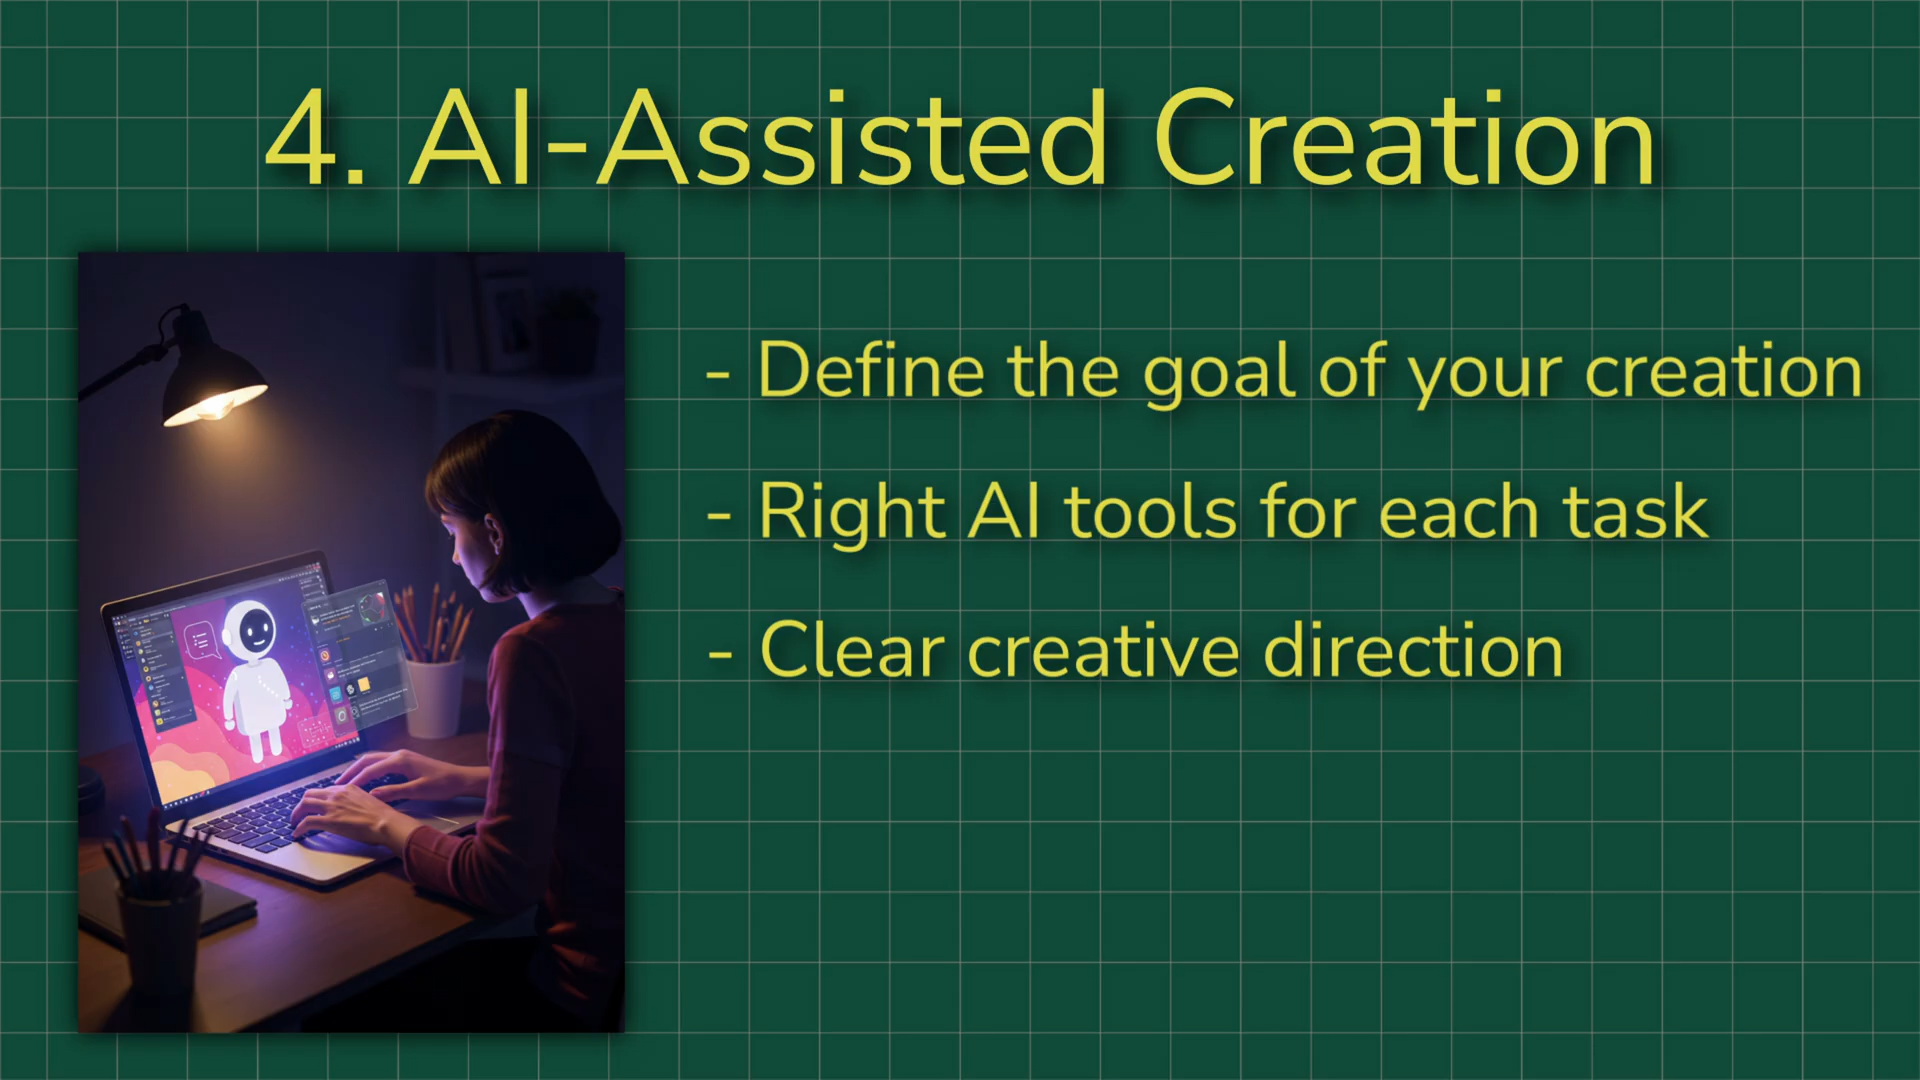 4. AI-Assisted Creation
- Define the goal of your creation
- Right AI tools for each task
- Clear creative direction